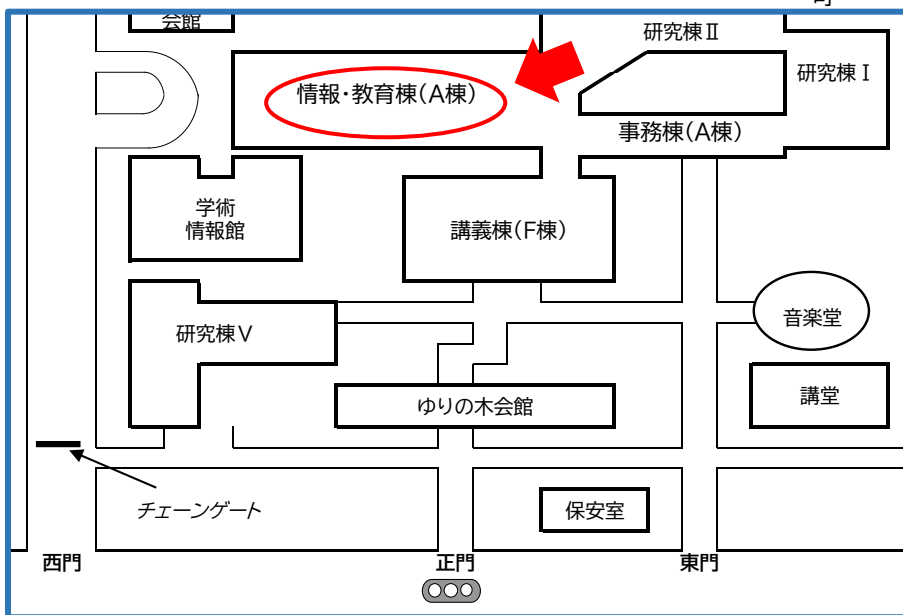 会館
研究棟Ⅱ
研究棟Ⅰ
情報・教育棟(A棟)
事務棟(A棟)
学術
情報館
講義棟(F棟)
音楽堂
研究棟Ⅴ
講堂
ゆりの木会館
チェーンゲート
保安室
西門
正門
東門